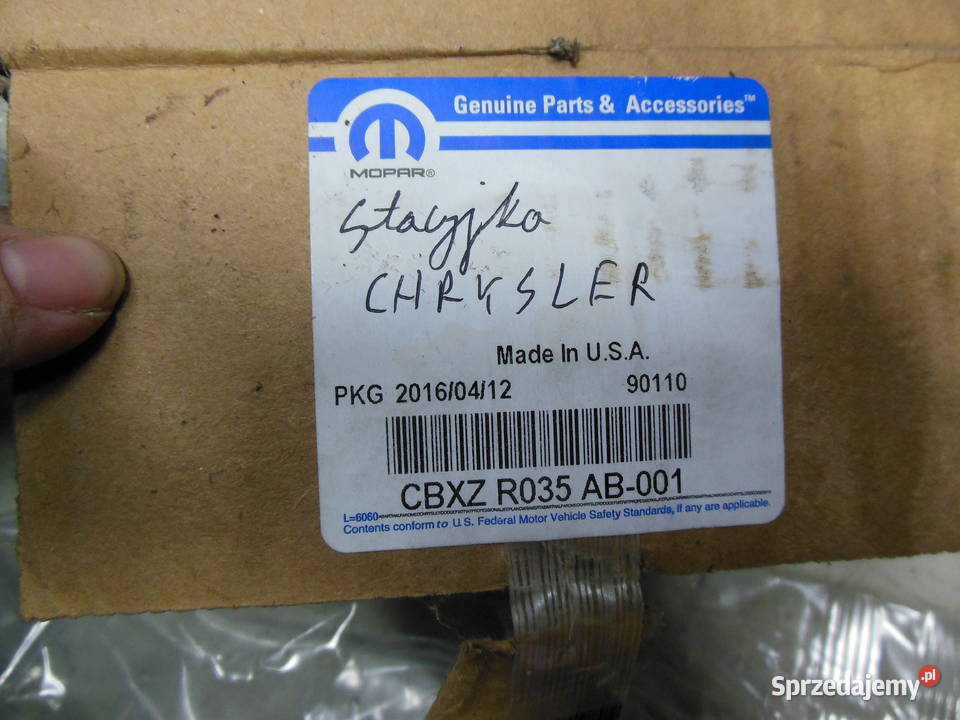 Genuine Parts & Accessories™
MOPAR®
Stacyjka
CHRYSLER
Made In U.S.A.
PKG 2016/04/12 90110
CBXZ R035 AB-001
L=6060
Contents conform to U.S. Federal Motor Vehicle Safety Standards, if any are applicable.
Sprzedajemy.pl